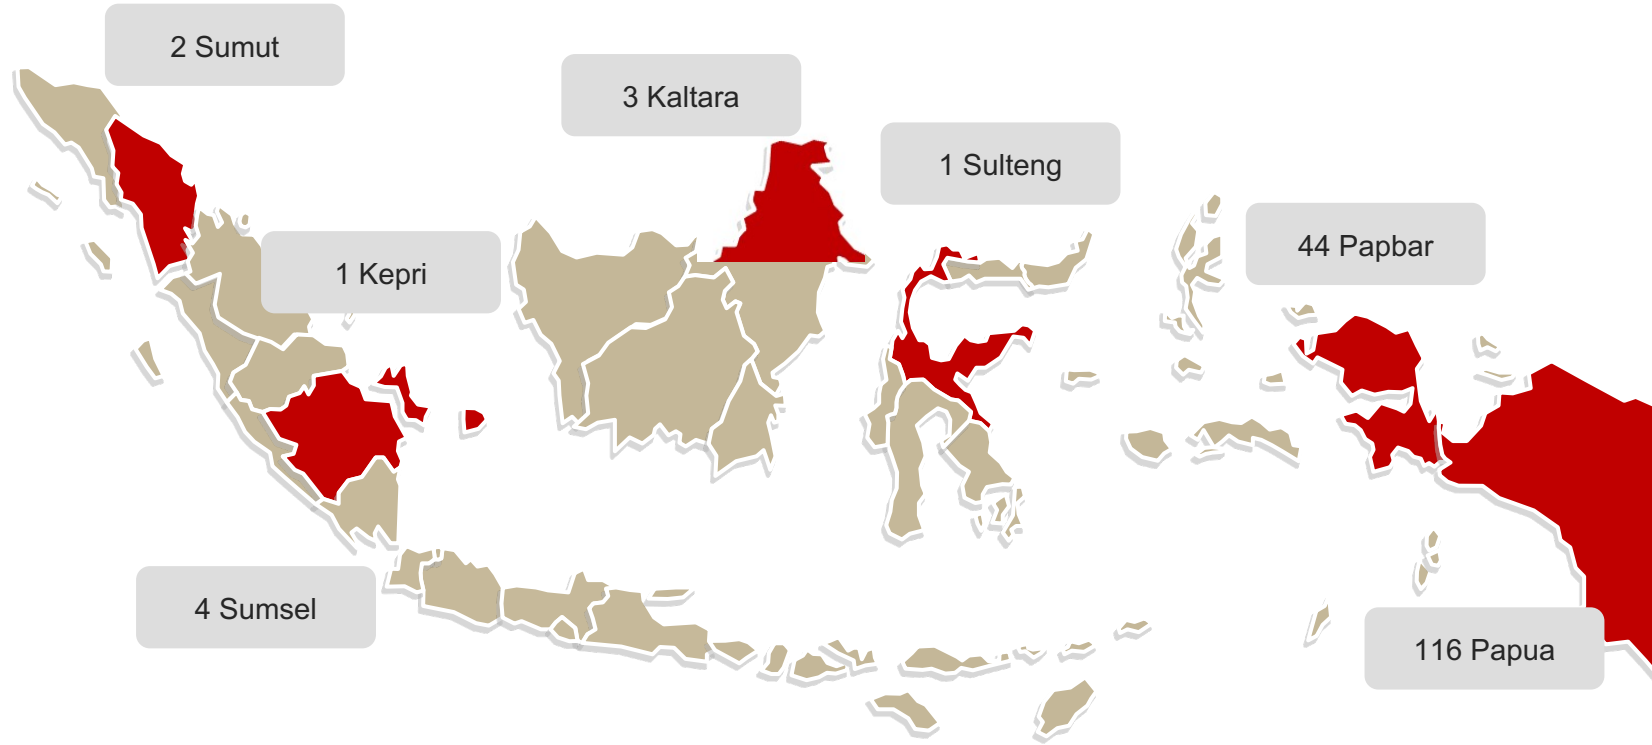 2 Sumut
3 Kaltara
1 Sulteng
44 Papbar
1 Kepri
4 Sumsel
116 Papua